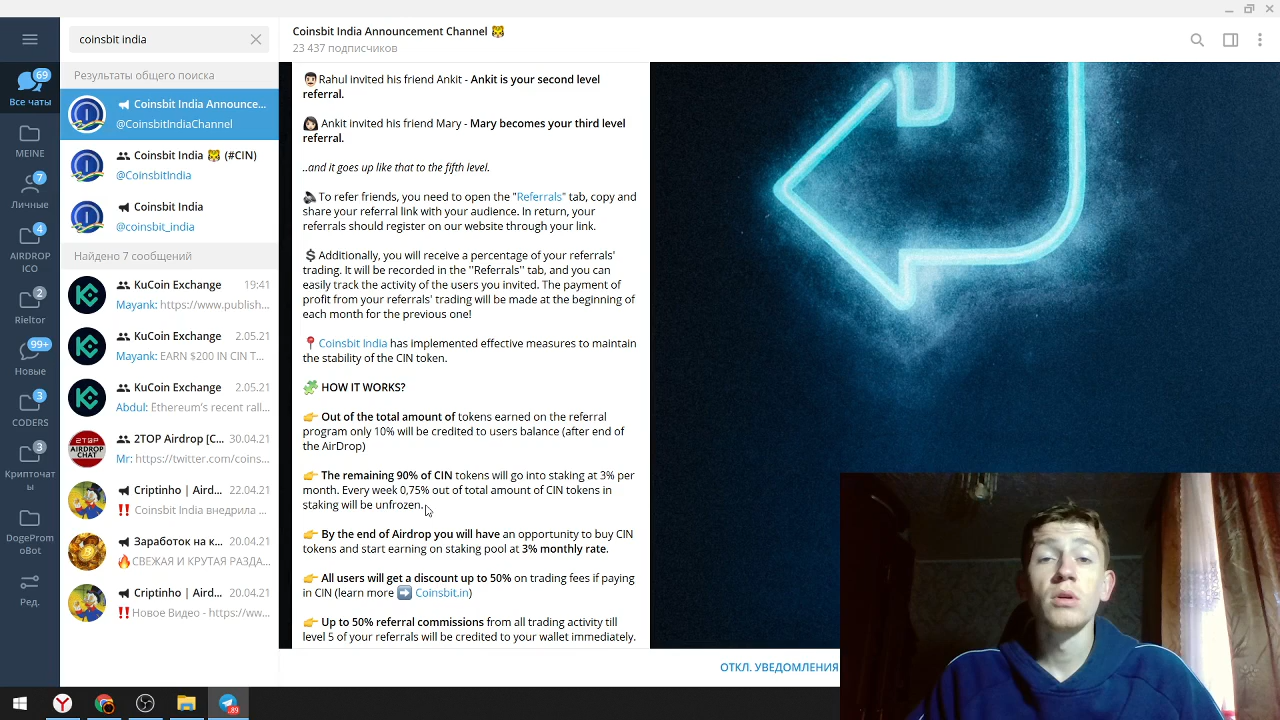 coinsbit india
Coinsbit India Announcement Channel
23 437 подписчиков
69
Все чаты
MEINE
7
Личные
4
AIRDROP
ICO
2
Rieltor
99+
Новые
3
CODERS
3
Крипточат
ы
DogePromo
oBot
Ред.
Результаты общего поиска
Coinsbit India Announce...
@CoinsbitIndiaChannel
Coinsbit India (#CIN)
@CoinsbitIndia
Coinsbit India
@coinsbit_india
Найдено 7 сообщений
KuCoin Exchange 19:41
Mayank: https://www.publish...
KuCoin Exchange 2.05.21
Mayank: EARN $200 IN CIN T...
KuCoin Exchange 2.05.21
Abdul: Ethereum's recent rall...
2TOP Airdrop [C... 30.04.21
Mr: https://twitter.com/coins...
2TOP
AIRDROP
CHAT
Criptinho | Aird... 22.04.21
‼ Coinsbit India внедрила ...
Заработок на к... 20.04.21
СВЕЖАЯ И КРУТАЯ РАЗДА...
Criptinho | Aird... 20.04.21
‼ Новое Видео - https://ww...
Rahul invited his friend Ankit - Ankit is your second level
referral.
Ankit invited his friend Mary - Mary becomes your third level
referral.
..and it goes up like that to the fifth level.
To refer friends, you need to open the "Referrals" tab, copy and
share your referral link with your audience. In return, your
referrals should register on our website through your link.
Additionally, you will receive a percentage of your referrals'
trading. It will be recorded in the "Referrals" tab, and you can
easily track the activity of the users you invited. The payment of
profit from your referrals' trading will be made at the beginning of
each month for the previous one!
Coinsbit India has implemented effective measures to maintain
the stability of the CIN token.
HOW IT WORKS?
Out of the total amount of tokens earned on the referral
program only 10% will be credited to users balance (after end of
the AirDrop)
The remaining 90% of CIN tokens will go into staking at 3% per
month. Every week 0,75% out of total amount of CIN tokens in
staking will be unfrozen.
By the end of Airdrop you will have an opportunity to buy CIN
tokens and start earning on staking pool at 3% monthly rate.
All users will get a discount up to 50% on trading fees if paying
in CIN (learn more Coinsbit.in)
Up to 50% referral commissions from all trading activity till
level 5 of your referrals will be credited to your wallet immediately.
ОТКЛ. УВЕДОМЛЕНИЯ
89